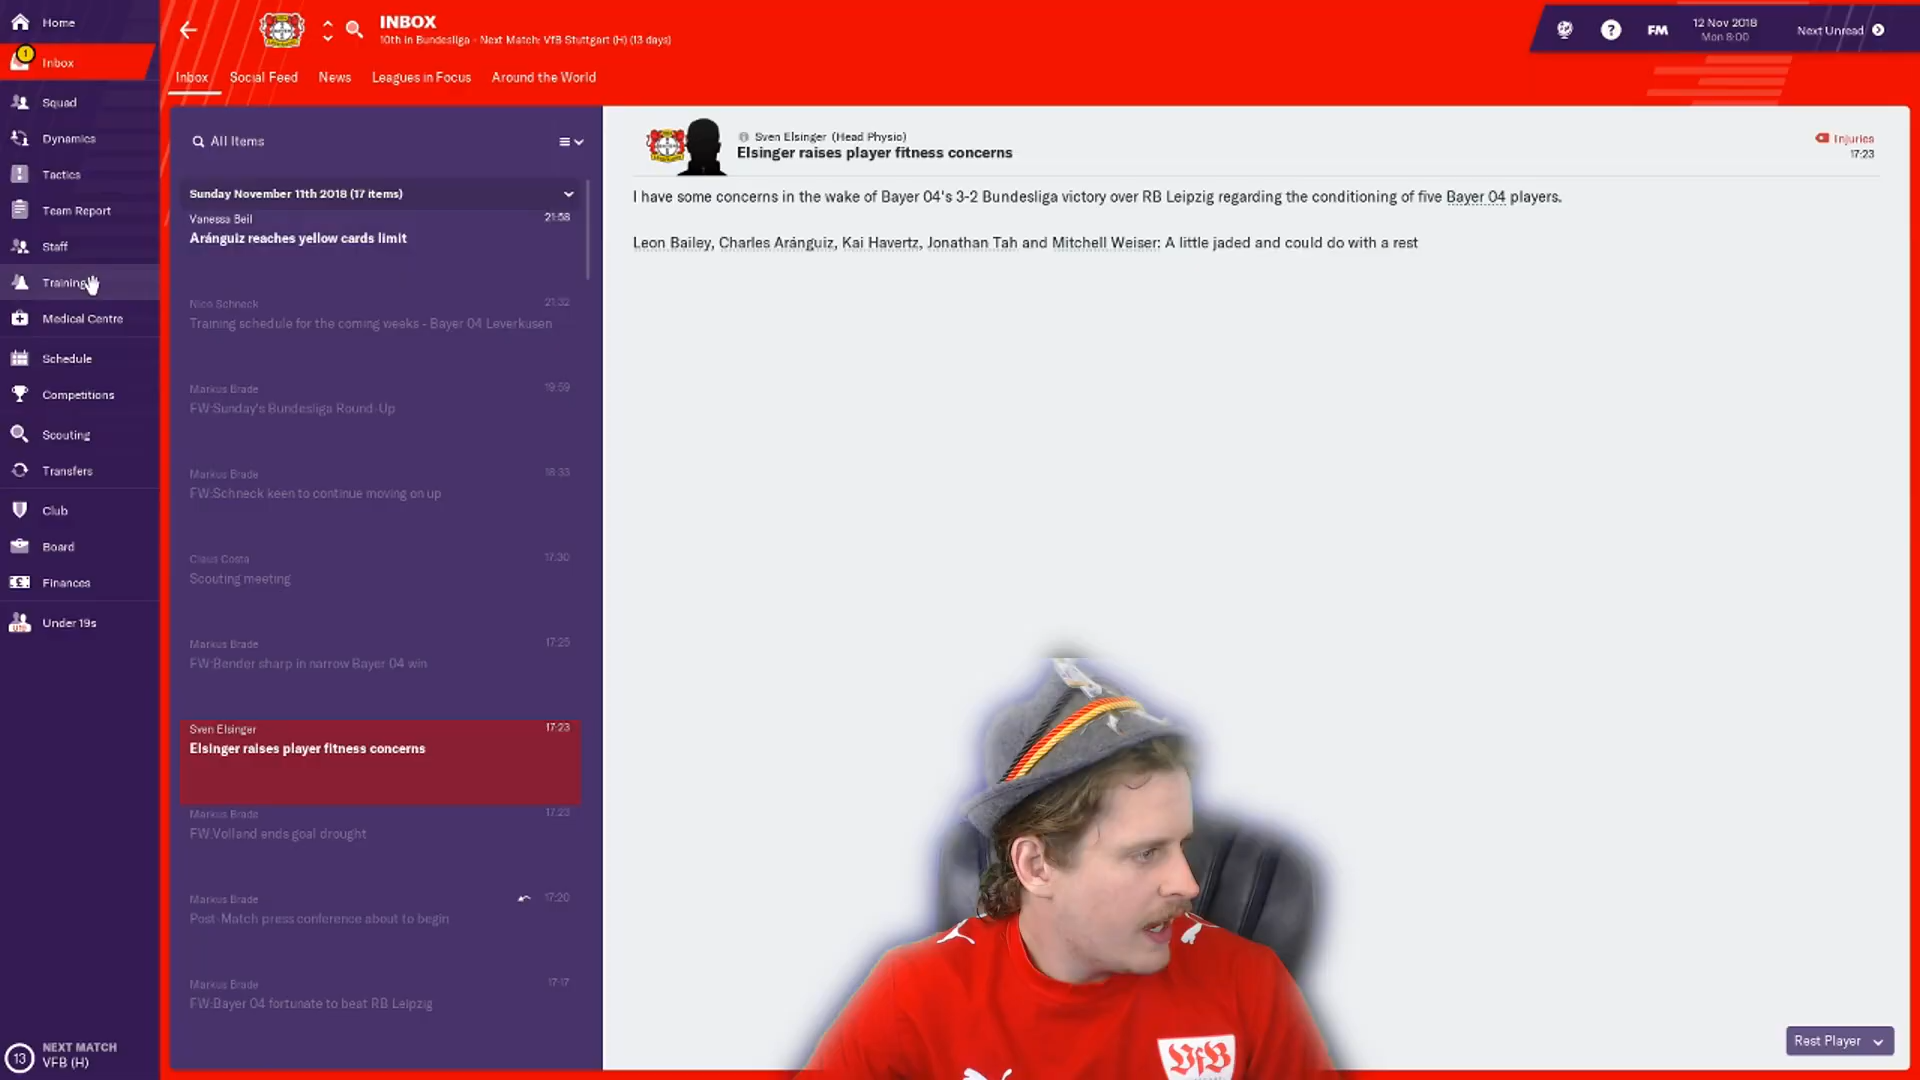 Home
1
Inbox
Squad
Dynamics
Tactics
Team Report
Staff
Training
Medical Centre
Schedule
Competitions
Scouting
Transfers
Club
Board
Finances
Under 19s
13
NEXT MATCH
VFB (H)
INBOX
10th in Bundesliga - Next Match: VfB Stuttgart (H) (13 days)
FM
12 Nov 2018
Mon 8:00
Next Unread
Inbox
Social Feed
News
Leagues in Focus
Around the World
All Items
Sunday November 11th 2018 (17 items)
Vanessa Beil 21:58
Aránguiz reaches yellow cards limit
Nico Schneck 21:32
Training schedule for the coming weeks - Bayer 04 Leverkusen
Markus Brade 19:59
FW:Sunday's Bundesliga Round-Up
Markus Brade 18:33
FW:Schneck keen to continue moving on up
Claus Costa 17:30
Scouting meeting
Markus Brade 17:25
FW:Bender sharp in narrow Bayer 04 win
Sven Elsinger 17:23
Elsinger raises player fitness concerns
Markus Brade 17:23
FW:Volland ends goal drought
Markus Brade 17:20
Post-Match press conference about to begin
Markus Brade 17:17
FW:Bayer 04 fortunate to beat RB Leipzig
Sven Elsinger (Head Physio)
Elsinger raises player fitness concerns
Injuries
17:23
I have some concerns in the wake of Bayer 04's 3-2 Bundesliga victory over RB Leipzig regarding the conditioning of five Bayer 04 players.
Leon Bailey, Charles Aránguiz, Kai Havertz, Jonathan Tah and Mitchell Weiser: A little jaded and could do with a rest
VfB
Rest Player